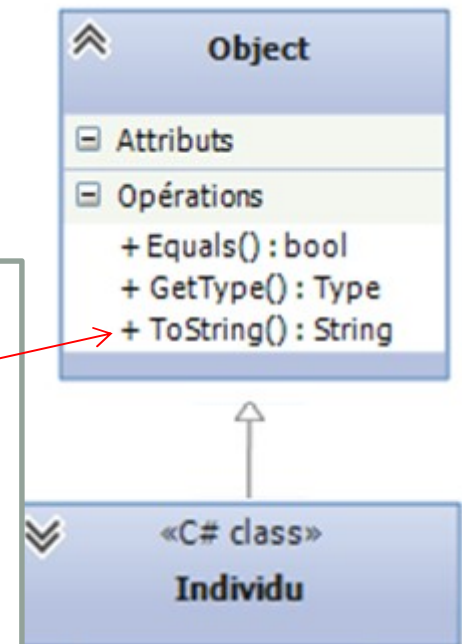 Object
Attributs
Opérations
+ Equals() : bool
+ GetType() : Type
+ ToString() : String
«C# class»
Individu